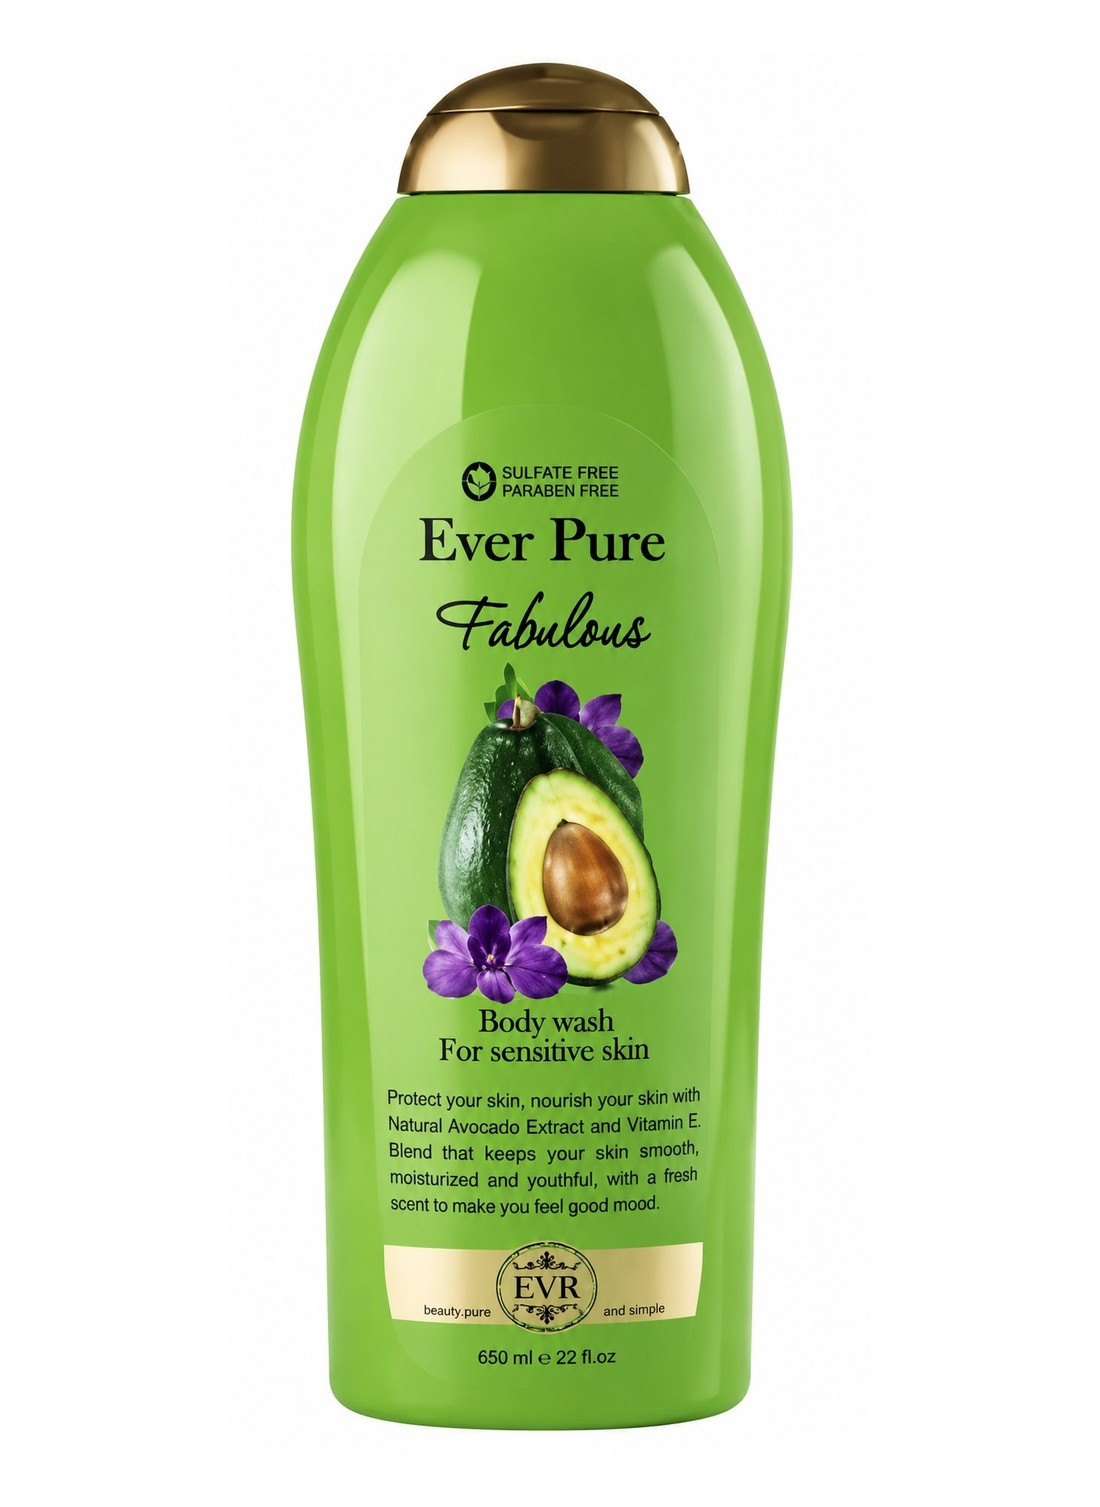 SULFATE FREE
PARABEN FREE
Ever Pure
Fabulous
Body wash
For sensitive skin
Protect your skin, nourish your skin with
Natural Avocado Extract and Vitamin E.
Blend that keeps your skin smooth,
moisturized and youthful, with a fresh
scent to make you feel good mood.
EVR
beauty.pure and simple
650 ml ℮ 22 fl.oz